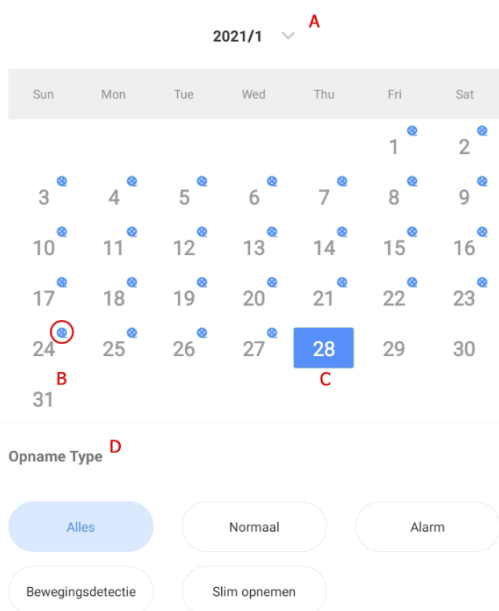 2021/1 A
Sun Mon Tue Wed Thu Fri Sat
1 2
3 4 5 6 7 8 9
10 11 12 13 14 15 16
17 18 19 20 21 22 23
24 25 26 27 28 29 30
B C
31
Opname Type D
Alles Normaal Alarm
Bewegingsdetectie Slim opnemen